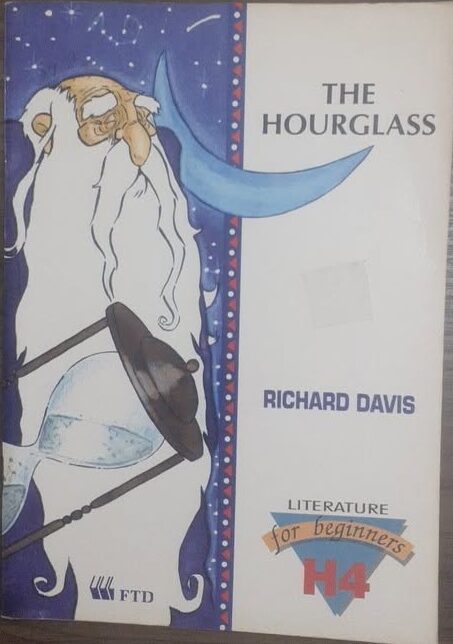 THE
HOURGLASS
RICHARD DAVIS
LITERATURE
for beginners
H4
FTD